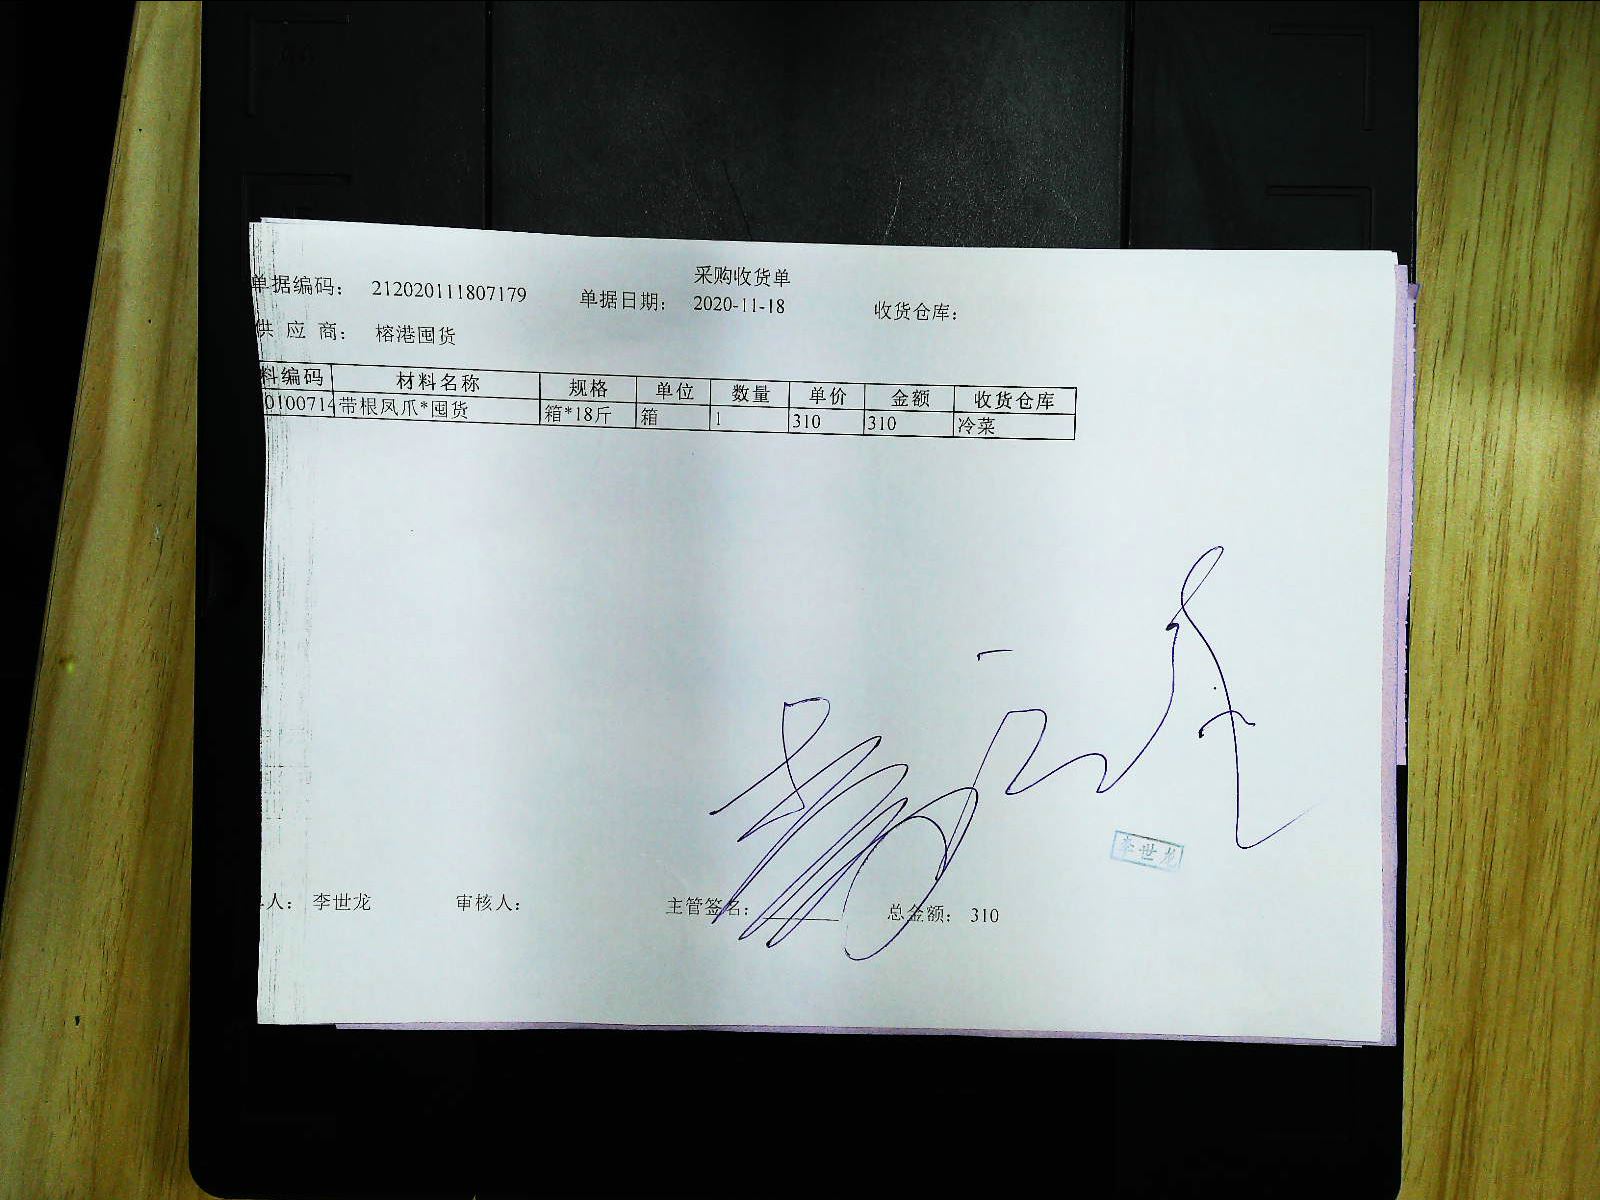 采购收货单
单据编码： 212020111807179 单据日期： 2020-11-18 收货仓库：
供 应 商： 榕港囤货
料编码 材料名称 规格 单位 数量 单价 金额 收货仓库
0100714 带根凤爪*囤货 箱*18斤 箱 1 310 310 冷菜
李世龙
人： 李世龙 审核人： 主管签名： 总金额： 310